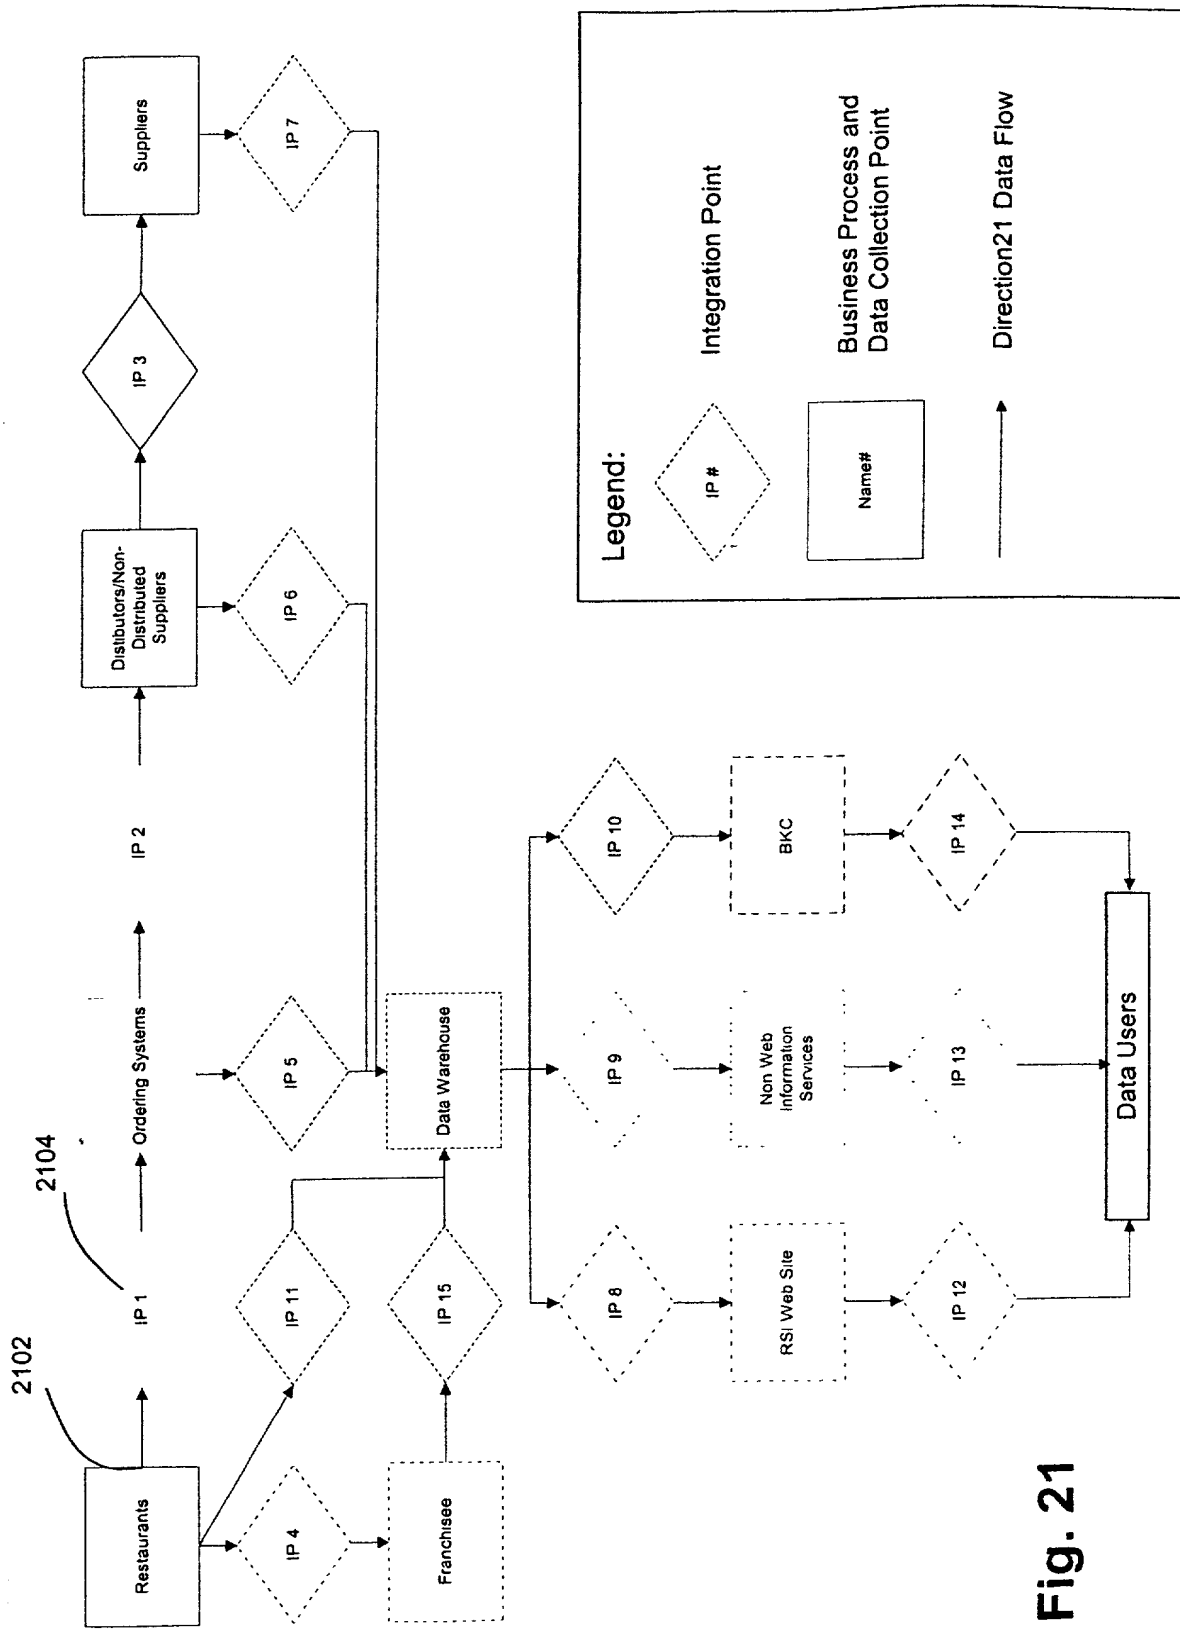 2102
2104
Restaurants
IP 1
Ordering Systems
IP 2
Distibutors/Non-
Distributed
Suppliers
IP 3
Suppliers
IP 4
IP 11
IP 5
IP 6
IP 7
Franchisee
IP 15
Data Warehouse
IP 8
IP 9
IP 10
RSI Web Site
Non Web
Information
Services
BKC
IP 12
IP 13
IP 14
Data Users
Legend:
IP #
Integration Point
Name#
Business Process and
Data Collection Point
Direction21 Data Flow
Fig. 21